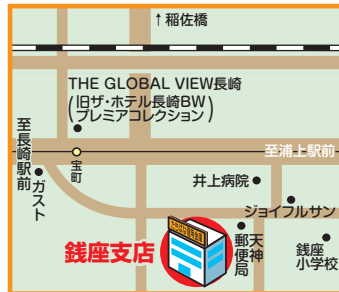 ↑稲佐橋
THE GLOBAL VIEW長崎
(旧ザ・ホテル長崎BW
プレミアコレクション)
至長崎駅前
ガスト
宝町
至浦上駅前
井上病院
ジョイフルサン
天神
郵便局
銭座
小学校
銭座支店